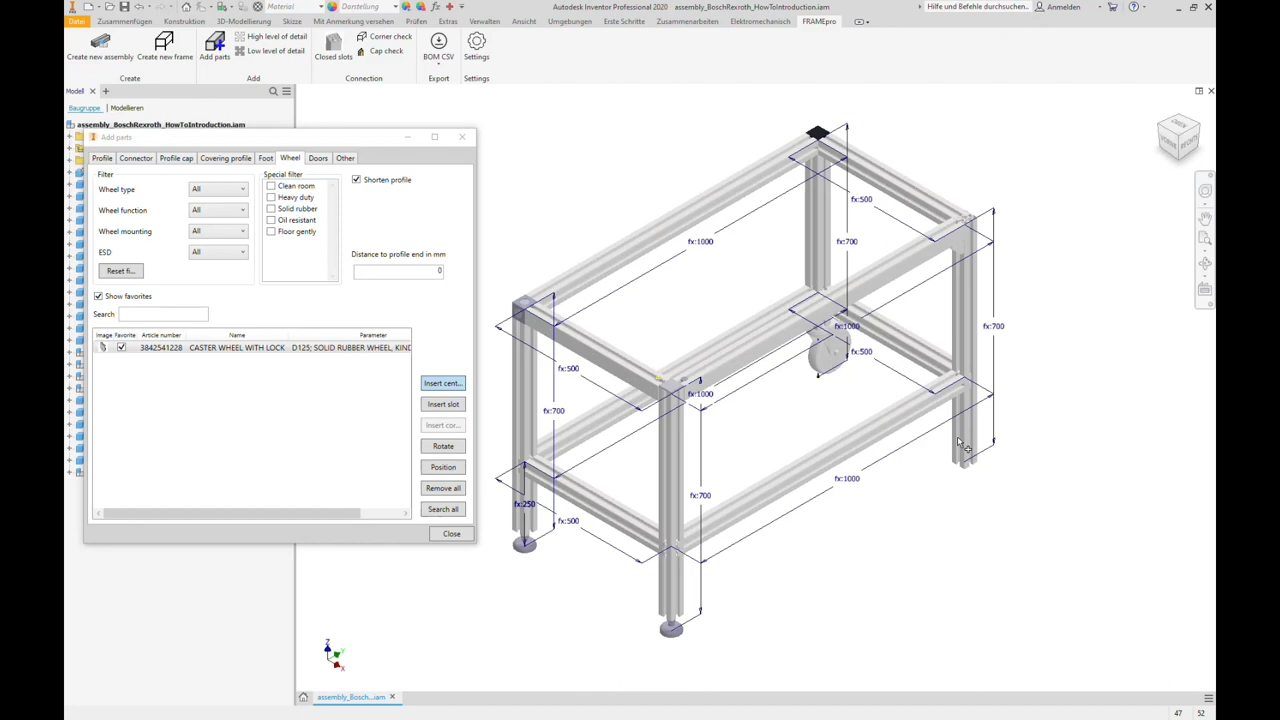 Material
Darstellung
Autodesk Inventor Professional 2020 assembly_BoschRexroth_HowToIntroduction.iam
Hilfe und Befehle durchsuchen...
Anmelden
Datei Zusammenfügen Konstruktion 3D-Modellierung Skizze Mit Anmerkung versehen Prüfen Extras Verwalten Ansicht Umgebungen Erste Schritte Zusammenarbeiten Elektromechanisch FRAMEpro
Create new assembly Create new frame
Create
Add parts
High level of detail
Low level of detail
Add
Closed slots
Corner check
Cap check
Connection
BOM CSV
Export
Settings
Settings
Modell
Baugruppe Modellieren
assembly_BoschRexroth_HowToIntroduction.iam
Add parts
Profile Connector Profile cap Covering profile Foot Wheel Doors Other
Filter
Wheel type All
Wheel function All
Wheel mounting All
ESD All
Reset fi...
Special filter
Clean room
Heavy duty
Solid rubber
Oil resistant
Floor gently
Shorten profile
Distance to profile end in mm
0
Show favorites
Search
Image Favorite Article number Name Parameter
3842541228 CASTER WHEEL WITH LOCK D125; SOLID RUBBER WHEEL, KIND
Insert cent...
Insert slot
Insert cor...
Rotate
Position
Remove all
Search all
Close
fx:500
fx:1000
fx:700
fx:700
fx:1000
fx:500
fx:500
fx:1000
fx:700
fx:1000
fx:700
fx:250
fx:500
Z
Y
X
assembly_Bosch...iam
47 52